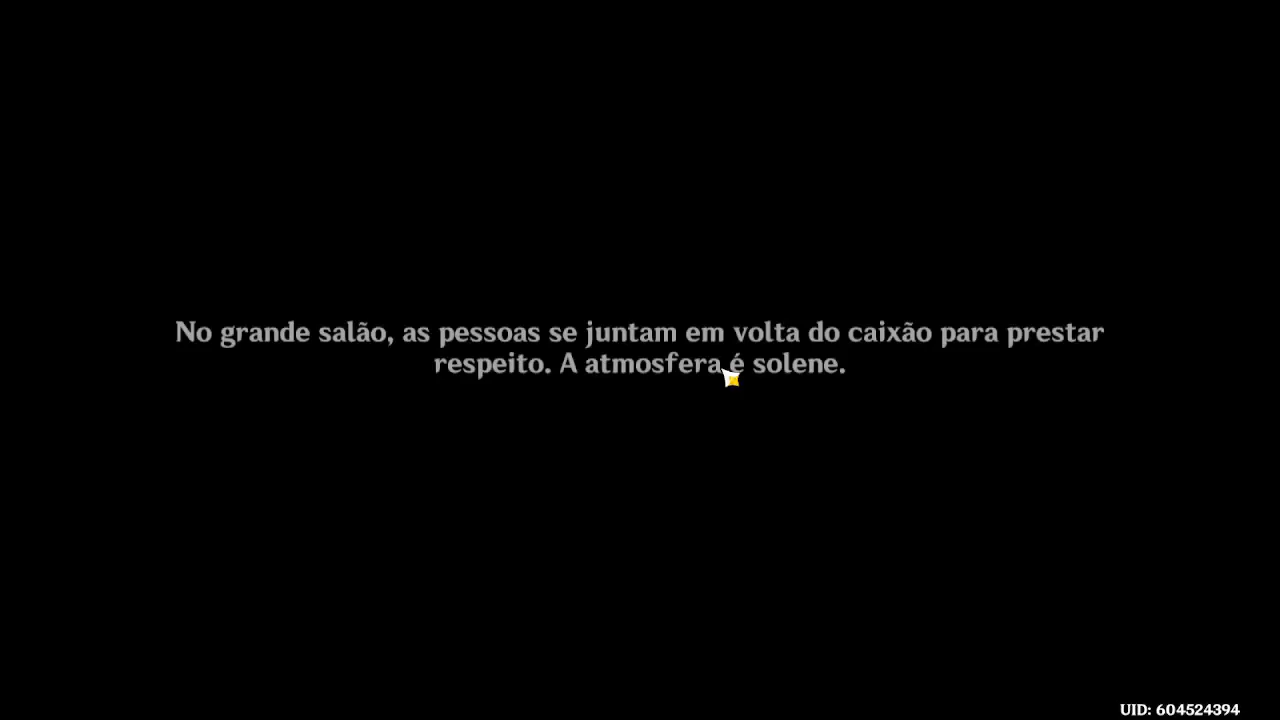 No grande salão, as pessoas se juntam em volta do caixão para prestar
respeito. A atmosfera é solene.
UID: 604524394